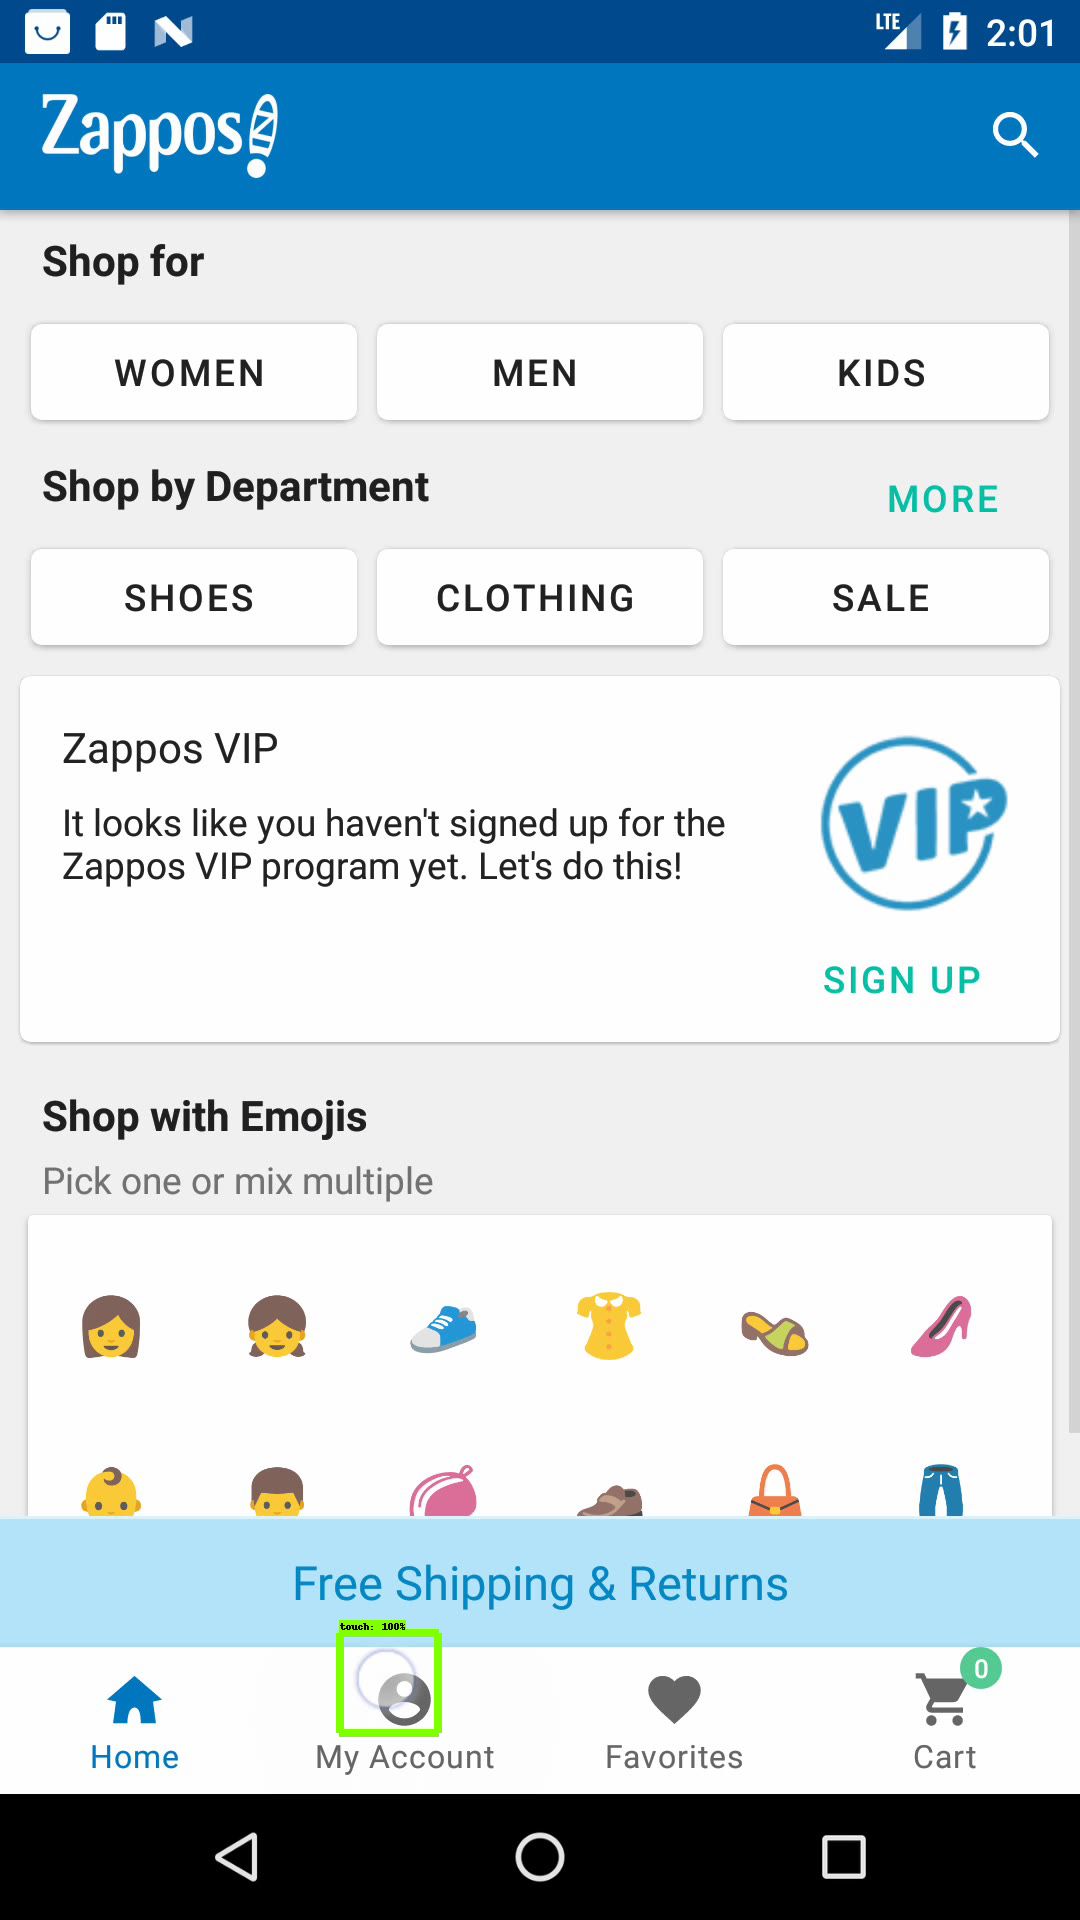 LTE 2:01
Zappos
Shop for
WOMEN MEN KIDS
Shop by Department MORE
SHOES CLOTHING SALE
Zappos VIP
It looks like you haven't signed up for the
Zappos VIP program yet. Let's do this!
VIP
SIGN UP
Shop with Emojis
Pick one or mix multiple
Free Shipping & Returns
touch: 100%
0
Home My Account Favorites Cart